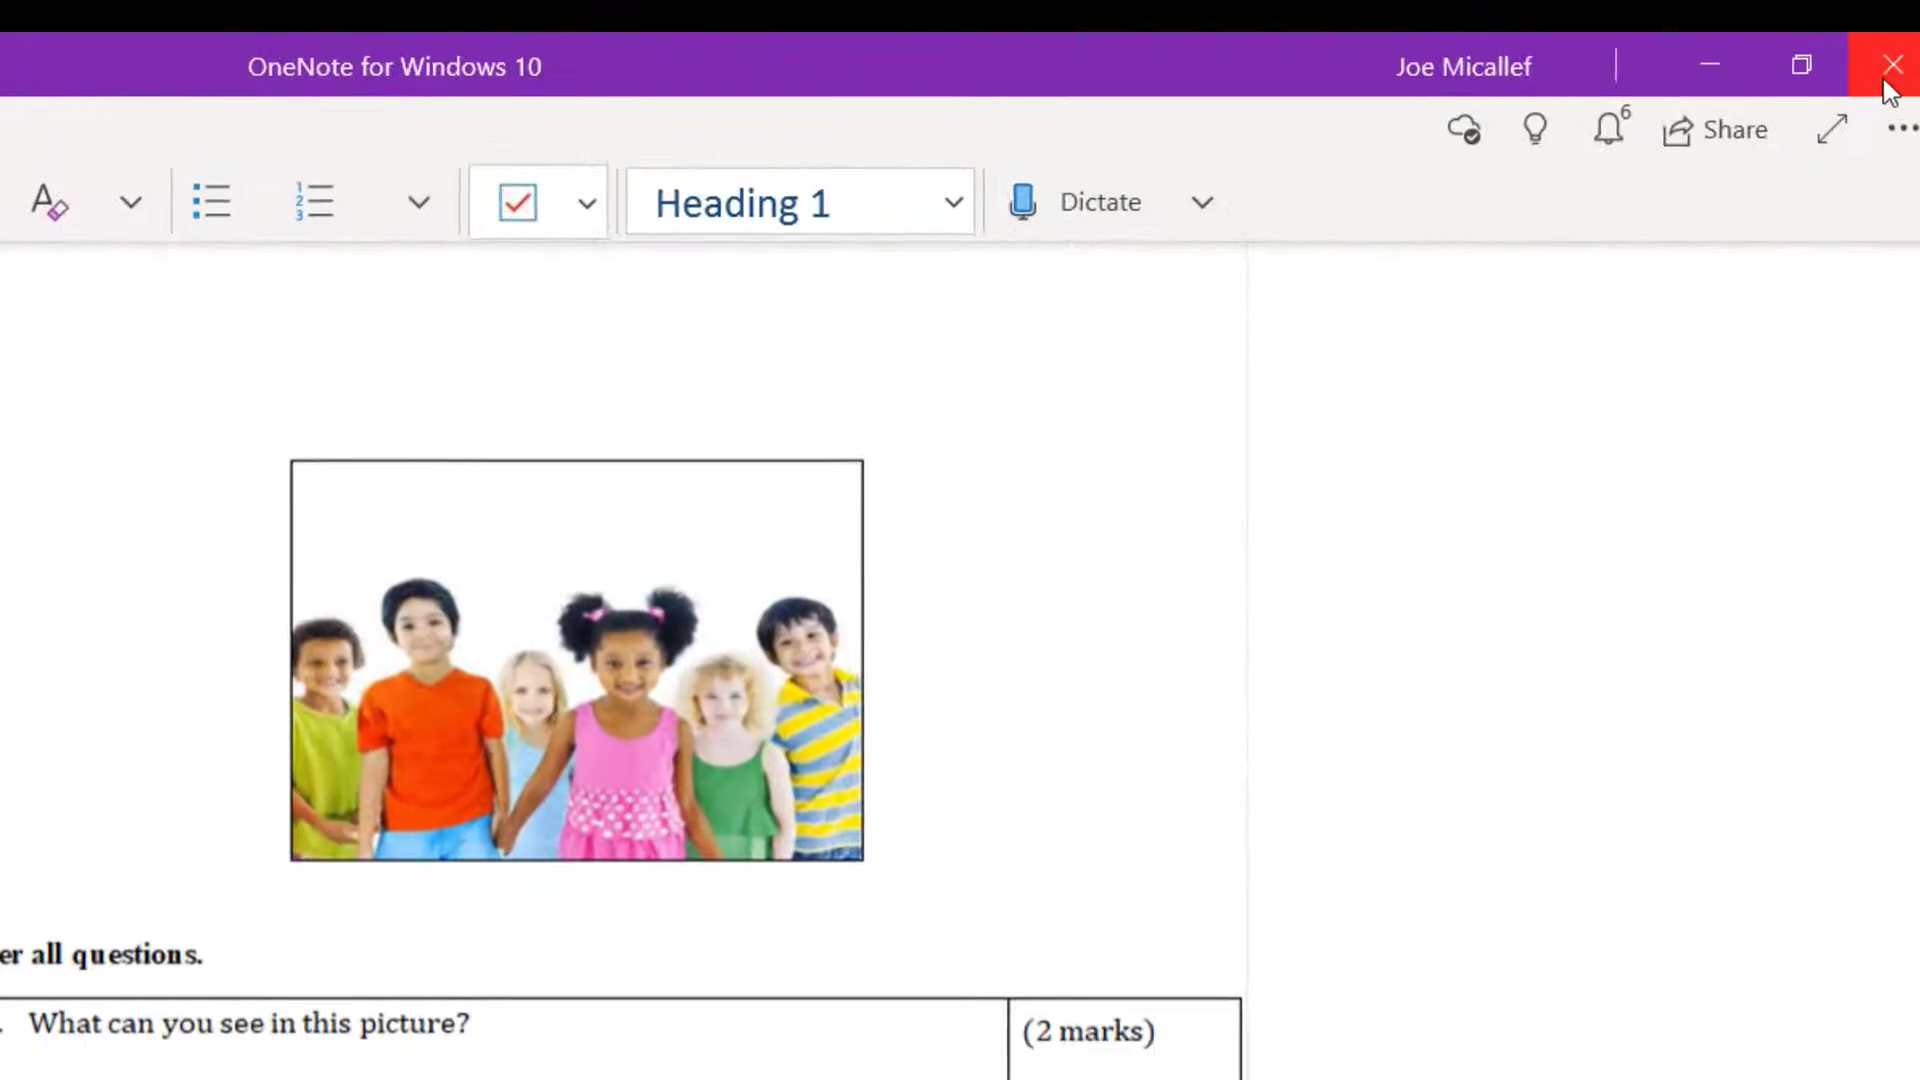 OneNote for Windows 10
Joe Micallef
6
Share
Heading 1
Dictate
er all questions.
. What can you see in this picture?
(2 marks)